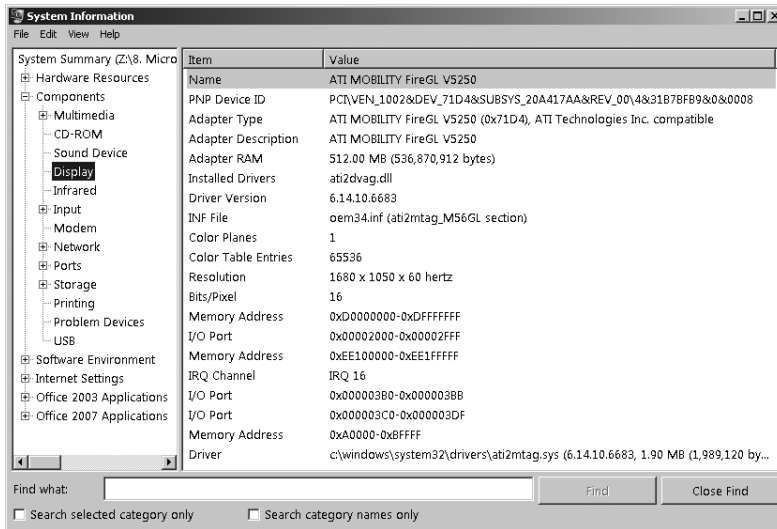 System Information
File Edit View Help
System Summary (Z:\8. Micro
Hardware Resources
Components
Multimedia
CD-ROM
Sound Device
Display
Infrared
Input
Modem
Network
Ports
Storage
Printing
Problem Devices
USB
Software Environment
Internet Settings
Office 2003 Applications
Office 2007 Applications
Item Value
Name ATI MOBILITY FireGL V5250
PNP Device ID PCI\VEN_1002&DEV_71D4&SUBSYS_20A417AA&REV_00\4&31B7BFB9&0&0008
Adapter Type ATI MOBILITY FireGL V5250 (0x71D4), ATI Technologies Inc. compatible
Adapter Description ATI MOBILITY FireGL V5250
Adapter RAM 512.00 MB (536,870,912 bytes)
Installed Drivers ati2dvag.dll
Driver Version 6.14.10.6683
INF File oem34.inf (ati2mtag_M56GL section)
Color Planes 1
Color Table Entries 65536
Resolution 1680 x 1050 x 60 hertz
Bits/Pixel 16
Memory Address 0xD0000000-0xDFFFFFFF
I/O Port 0x00002000-0x00002FFF
Memory Address 0xEE100000-0xEE1FFFFF
IRQ Channel IRQ 16
I/O Port 0x000003B0-0x000003BB
I/O Port 0x000003C0-0x000003DF
Memory Address 0xA0000-0xBFFFF
Driver c:\windows\system32\drivers\ati2mtag.sys (6.14.10.6683, 1.90 MB (1,989,120 by...
Find what: Find Close Find
Search selected category only Search category names only